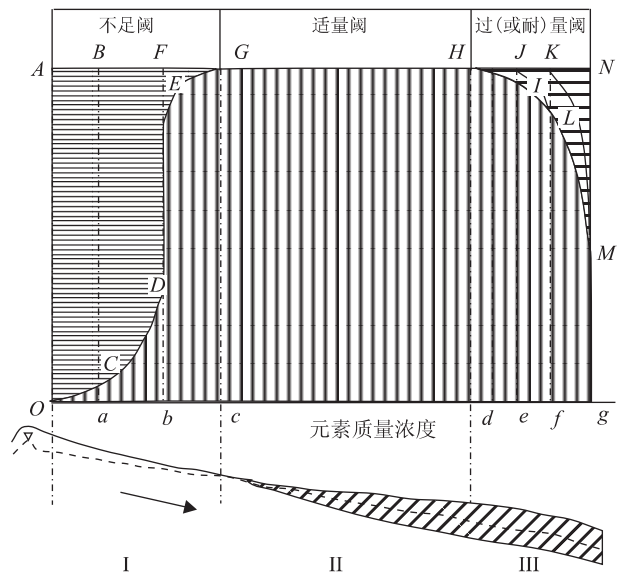 不足阈 适量阈 过(或耐)量阈
B F G H J K
A E I N
L
D M
C
O a b c d e f g
元素质量浓度
I II III